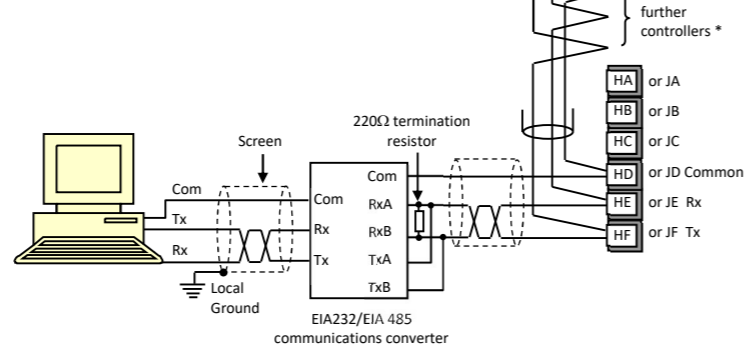 further
controllers *
HA or JA
HB or JB
HC or JC
HD or JD Common
HE or JE Rx
HF or JF Tx
220Ω termination
resistor
Screen
Com
Tx
Rx
Local
Ground
Com
Rx
Tx
Com
RxA
RxB
TxA
TxB
EIA232/EIA 485
communications converter